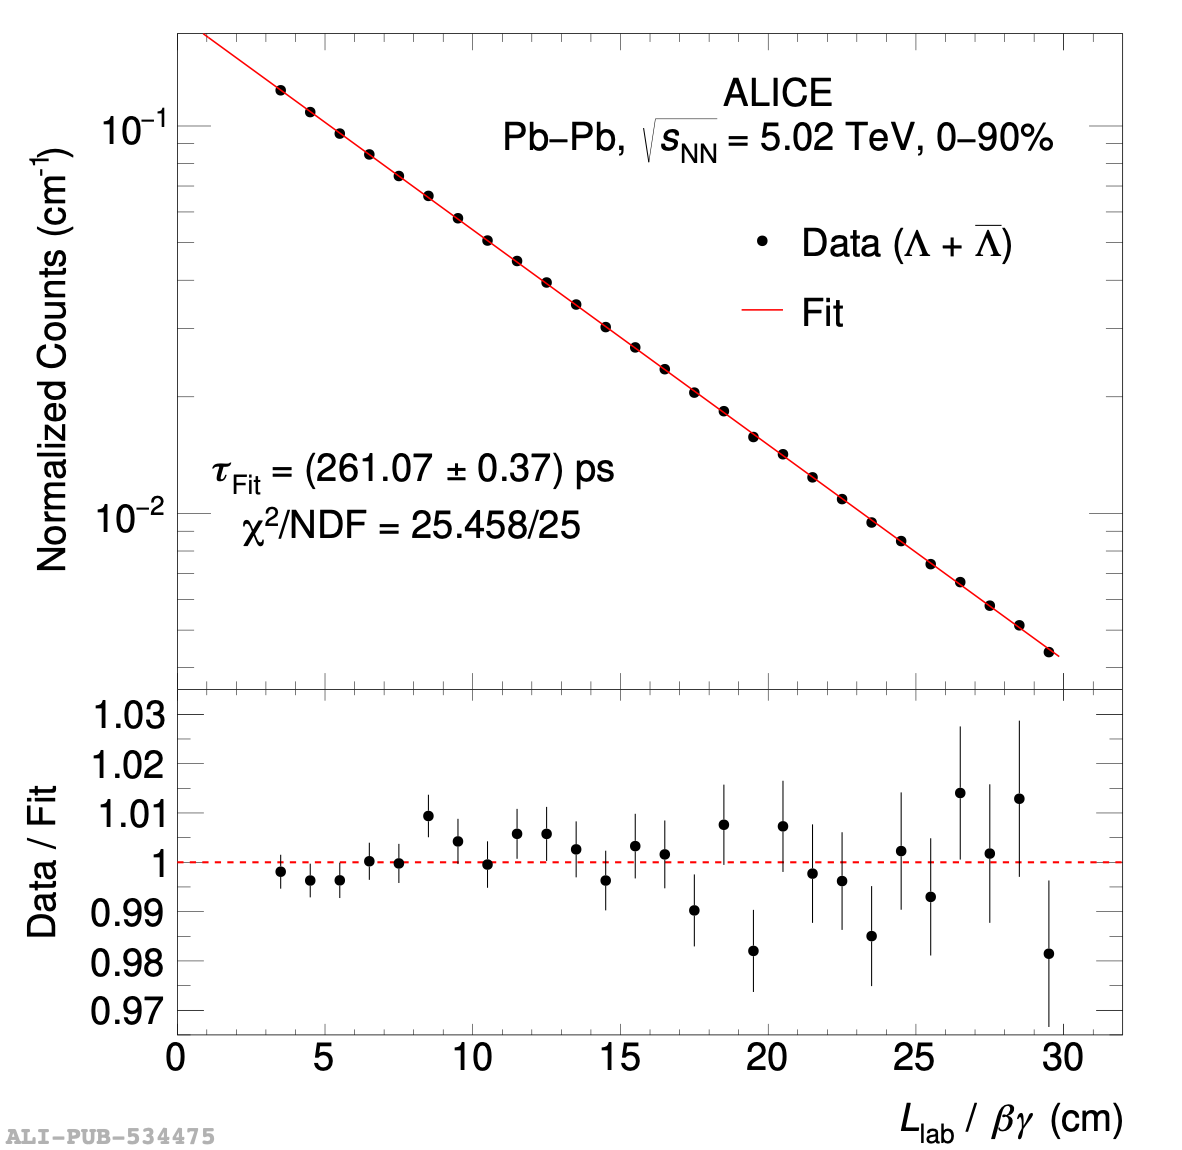 ALICE
Pb–Pb, √sNN = 5.02 TeV, 0–90%
Data (Λ + Λ̅)
Fit
τFit = (261.07 ± 0.37) ps
χ²/NDF = 25.458/25
Normalized Counts (cm⁻¹)
10⁻¹
10⁻²
Data / Fit
1.03
1.02
1.01
1
0.99
0.98
0.97
0 5 10 15 20 25 30
Llab / βγ (cm)
ALI-PUB-534475